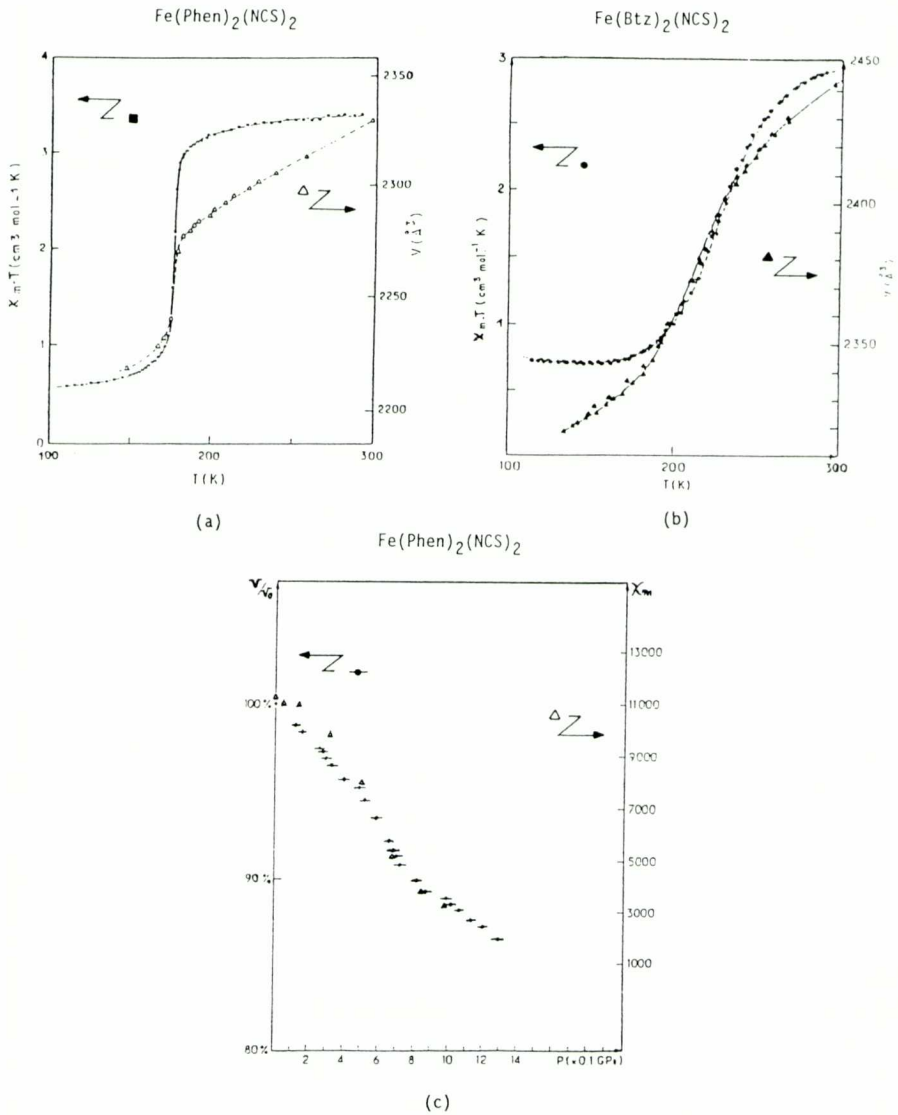 Fe(Phen)2(NCS)2
4
3
2
1
0
100
200
300
T(K)
χm.T(cm3 mol-1 K)
2350
2300
2250
2200
V(Å3)
(a)
Fe(Btz)2(NCS)2
3
2
1
100
200
300
T(K)
χm.T(cm3 mol-1 K)
2450
2400
2350
V(Å3)
(b)
Fe(Phen)2(NCS)2
V/V0
χm
100%
90%
80%
13000
11000
9000
7000
5000
3000
1000
2
4
6
8
10
12
14
P(×0.1GPa)
(c)